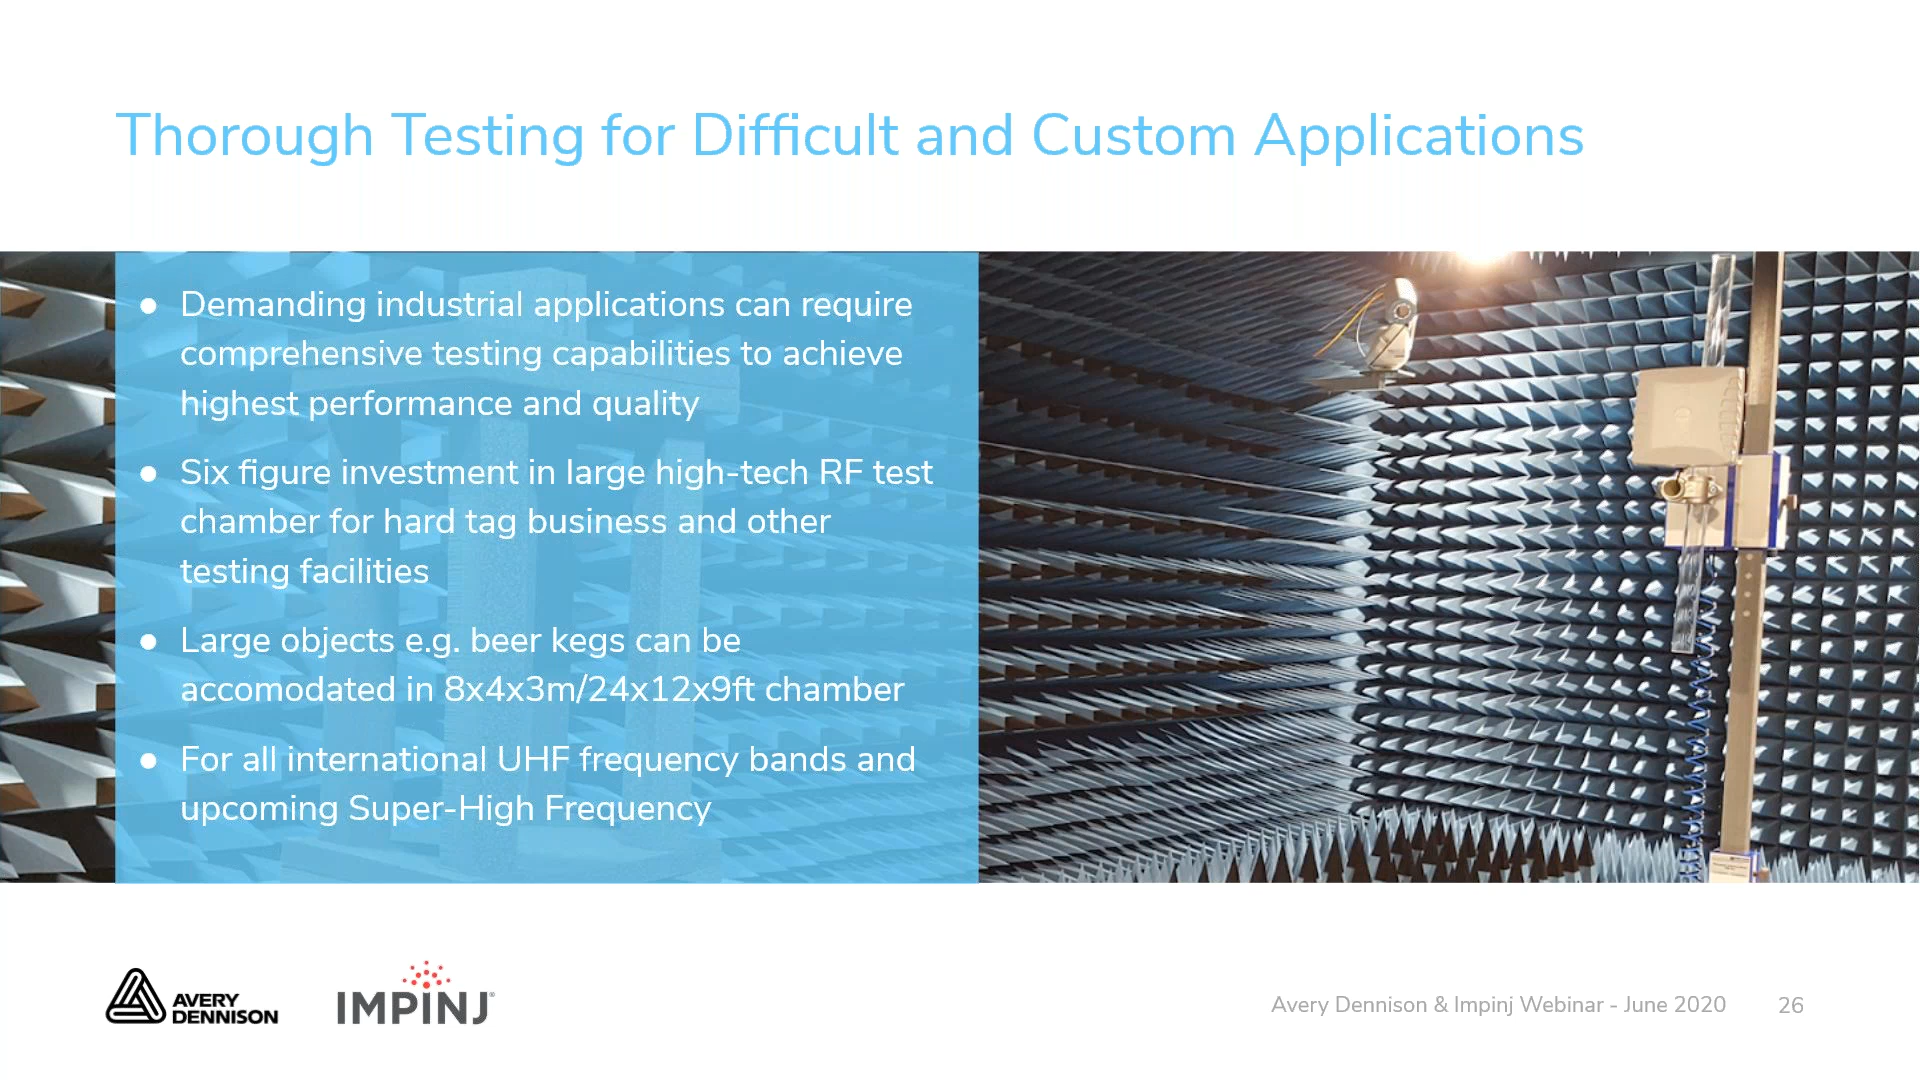 Thorough Testing for Difficult and Custom Applications
● Demanding industrial applications can require
comprehensive testing capabilities to achieve
highest performance and quality
● Six figure investment in large high-tech RF test
chamber for hard tag business and other
testing facilities
● Large objects e.g. beer kegs can be
accomodated in 8x4x3m/24x12x9ft chamber
● For all international UHF frequency bands and
upcoming Super-High Frequency
AVERY
DENNISON
IMPINJ®
Avery Dennison & Impinj Webinar - June 2020
26